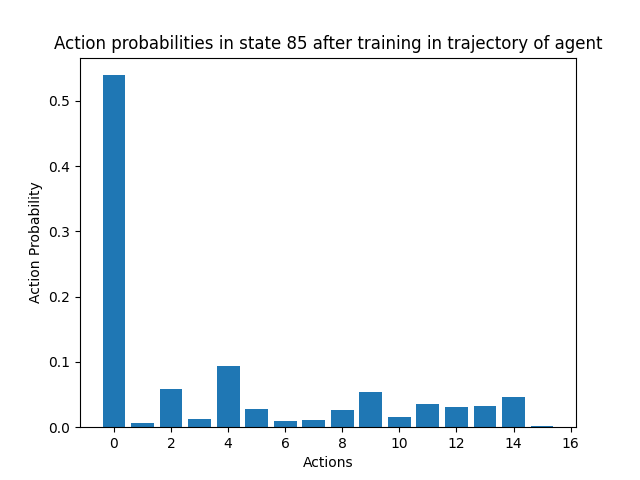 Action probabilities in state 85 after training in trajectory of agent
Action Probability
0.5
0.4
0.3
0.2
0.1
0.0
0 2 4 6 8 10 12 14 16
Actions